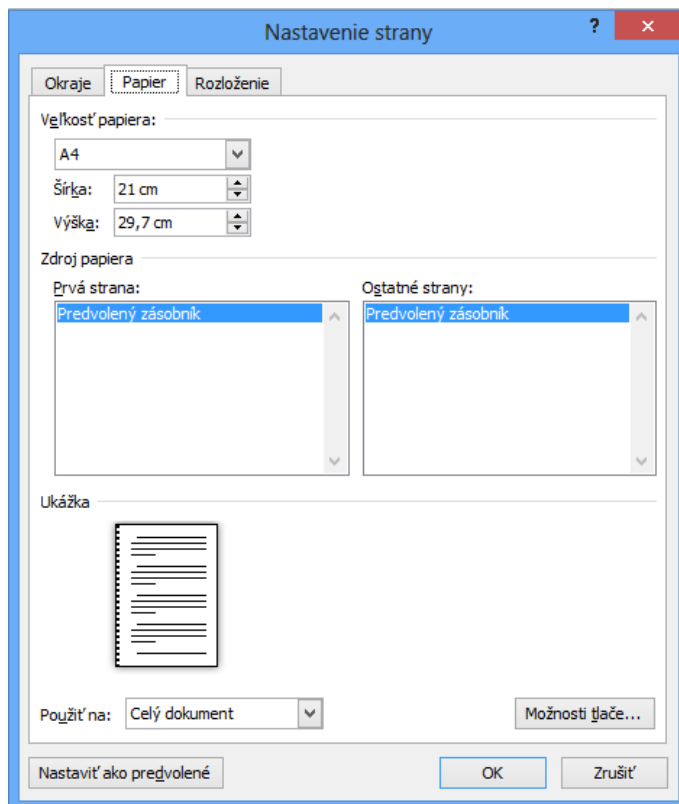 Nastavenie strany ?
Okraje Papier Rozloženie
Veľkosť papiera:
A4
Šírka: 21 cm
Výška: 29,7 cm
Zdroj papiera
Prvá strana: Ostatné strany:
Predvolený zásobník Predvolený zásobník
Ukážka
Použiť na: Celý dokument Možnosti tlače...
Nastaviť ako predvolené OK Zrušiť